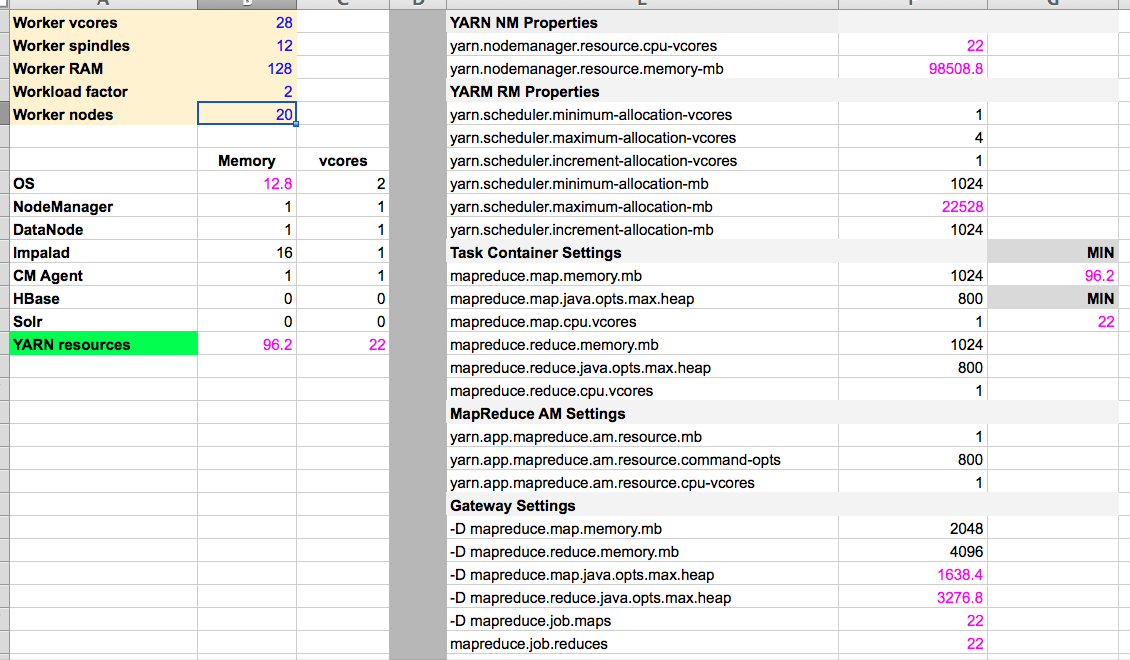 Worker vcores 28
Worker spindles 12
Worker RAM 128
Workload factor 2
Worker nodes 20
Memory vcores
OS 12.8 2
NodeManager 1 1
DataNode 1 1
Impalad 16 1
CM Agent 1 1
HBase 0 0
Solr 0 0
YARN resources 96.2 22
YARN NM Properties
yarn.nodemanager.resource.cpu-vcores 22
yarn.nodemanager.resource.memory-mb 98508.8
YARM RM Properties
yarn.scheduler.minimum-allocation-vcores 1
yarn.scheduler.maximum-allocation-vcores 4
yarn.scheduler.increment-allocation-vcores 1
yarn.scheduler.minimum-allocation-mb 1024
yarn.scheduler.maximum-allocation-mb 22528
yarn.scheduler.increment-allocation-mb 1024
Task Container Settings MIN
mapreduce.map.memory.mb 1024 96.2
mapreduce.map.java.opts.max.heap 800 MIN
mapreduce.map.cpu.vcores 1 22
mapreduce.reduce.memory.mb 1024
mapreduce.reduce.java.opts.max.heap 800
mapreduce.reduce.cpu.vcores 1
MapReduce AM Settings
yarn.app.mapreduce.am.resource.mb 1
yarn.app.mapreduce.am.resource.command-opts 800
yarn.app.mapreduce.am.resource.cpu-vcores 1
Gateway Settings
-D mapreduce.map.memory.mb 2048
-D mapreduce.reduce.memory.mb 4096
-D mapreduce.map.java.opts.max.heap 1638.4
-D mapreduce.reduce.java.opts.max.heap 3276.8
-D mapreduce.job.maps 22
mapreduce.job.reduces 22